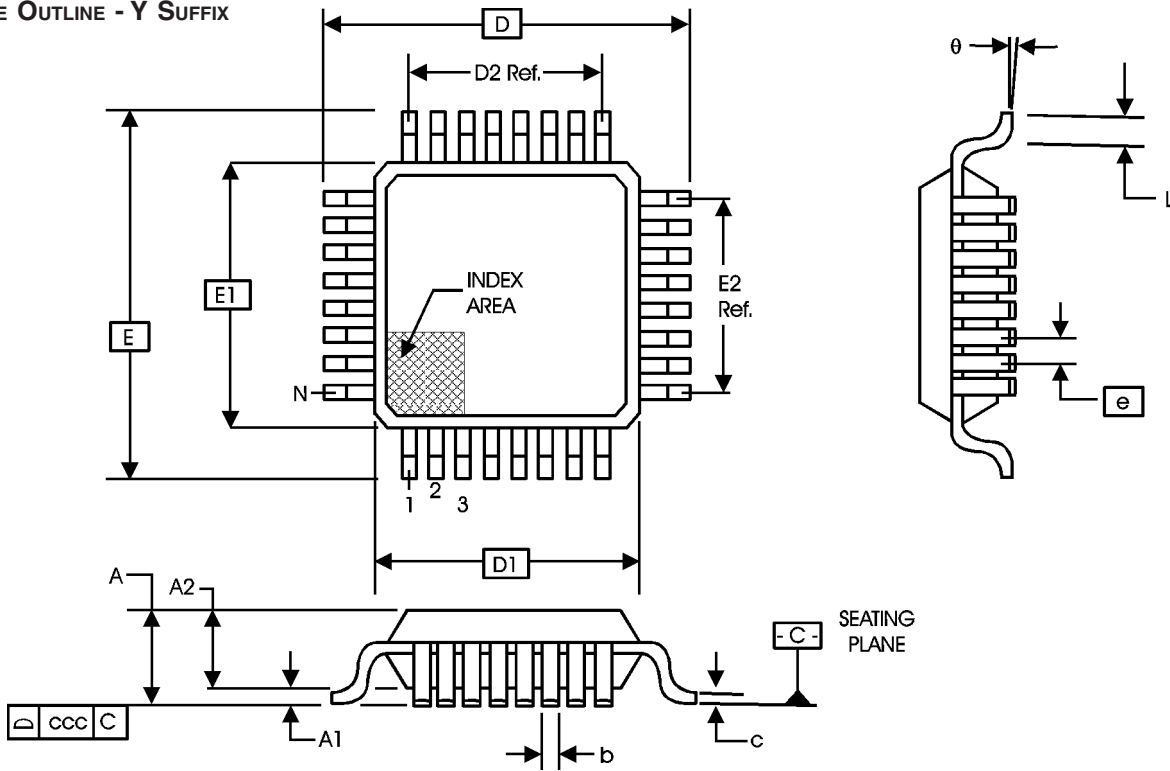 E OUTLINE - Y SUFFIX
D
D2 Ref.
θ
L
E1
E
INDEX
AREA
E2
Ref.
N
e
1
2
3
D1
A
A2
- C -
SEATING
PLANE
⌓ ccc C
A1
b
c